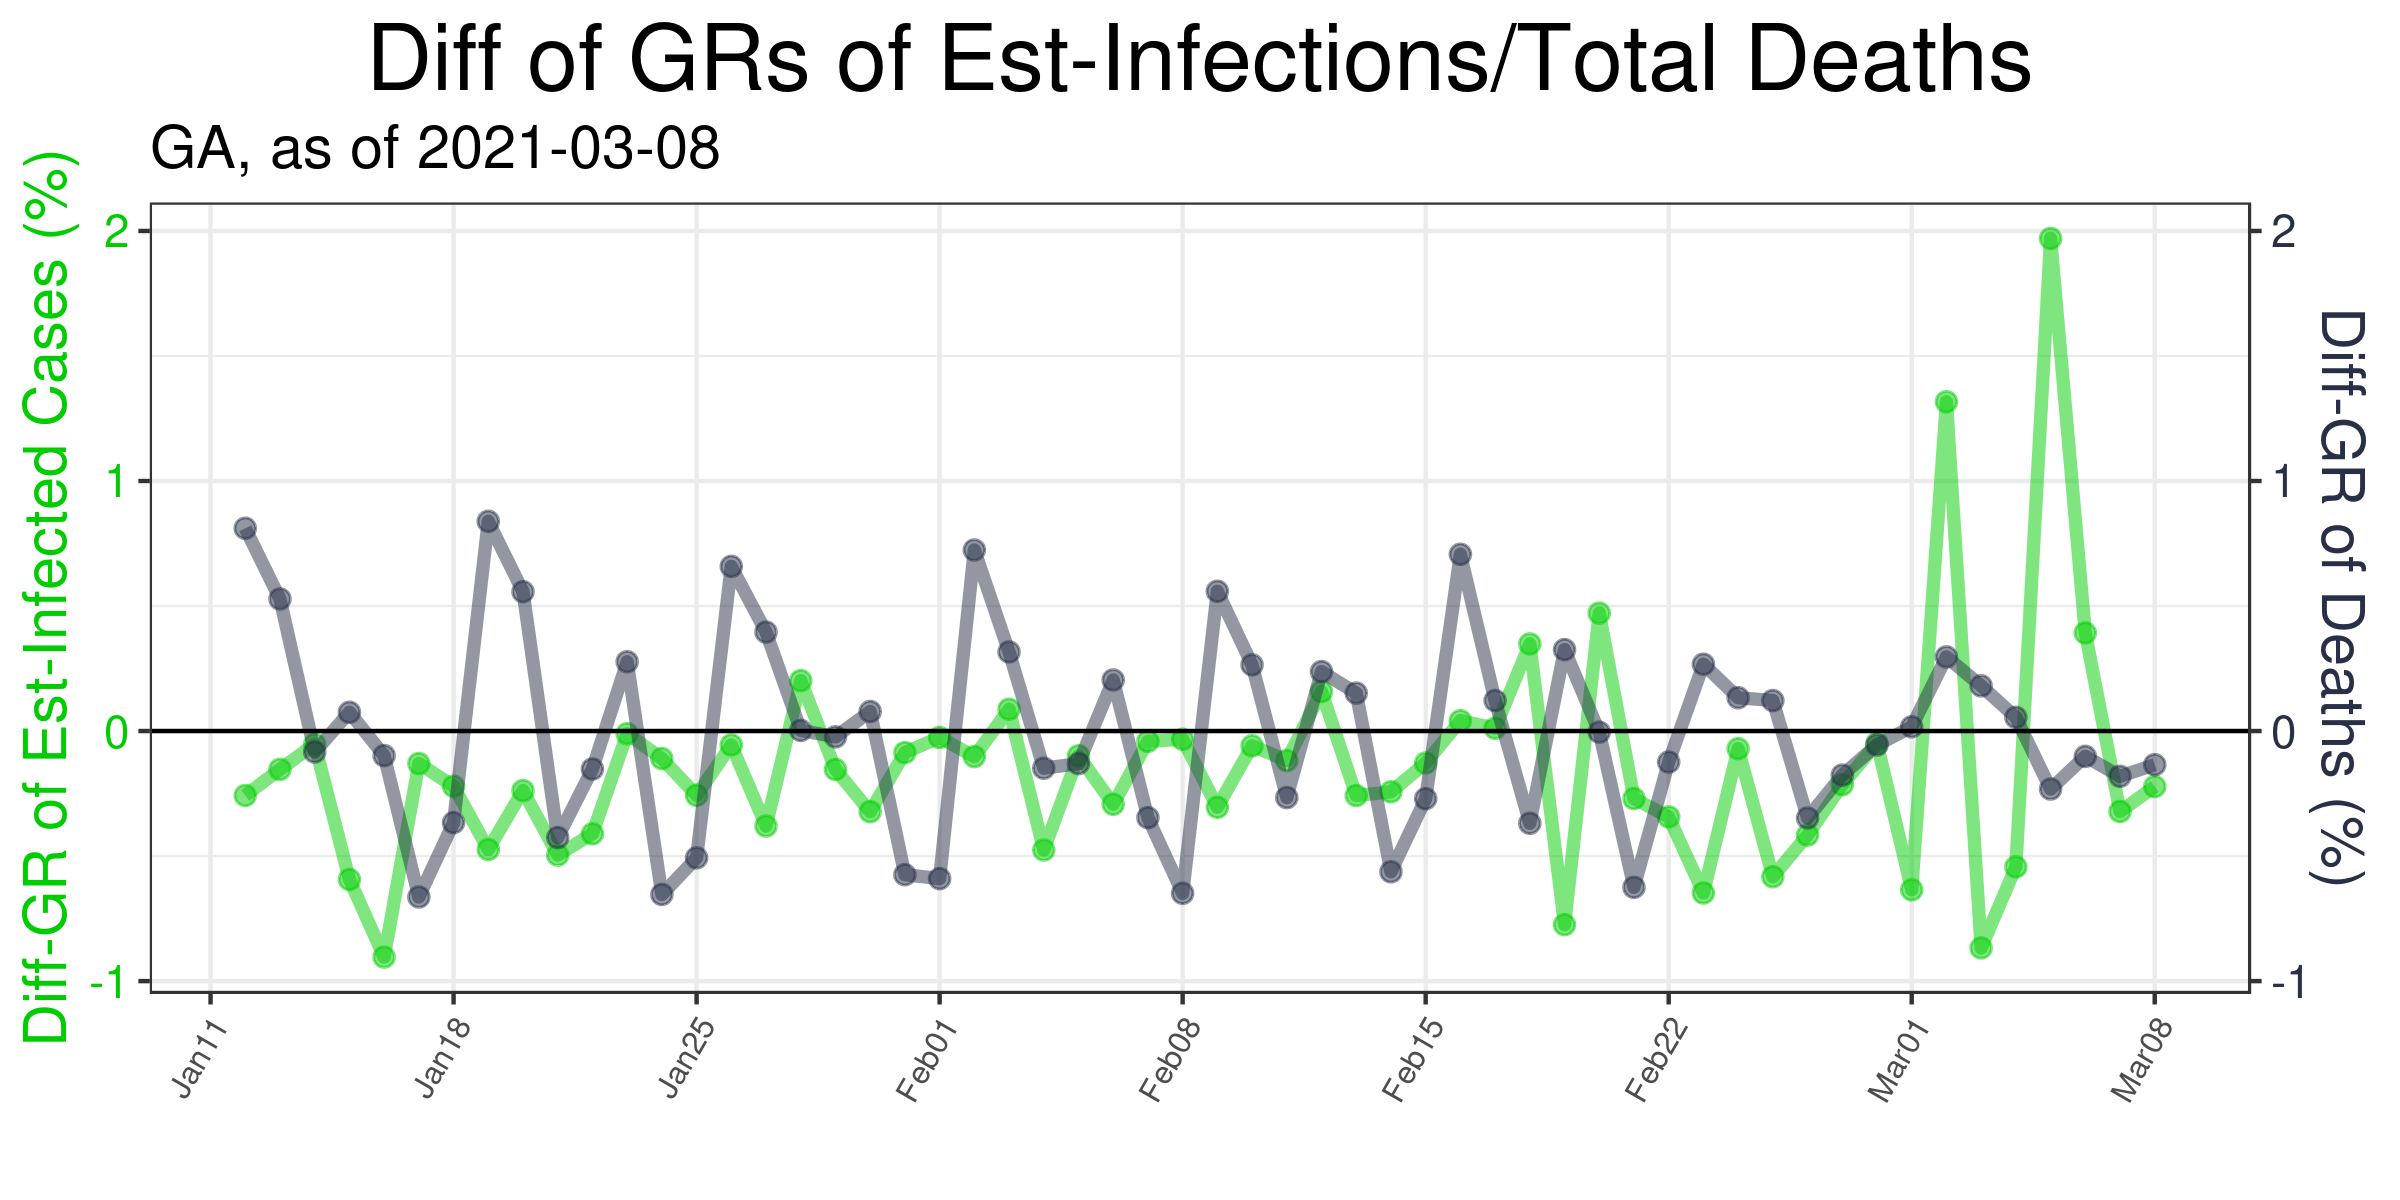 Diff of GRs of Est-Infections/Total Deaths
GA, as of 2021-03-08
Diff-GR of Est-Infected Cases (%)
2
1
0
-1
2
1
0
-1
Diff-GR of Deaths (%)
Jan11
Jan18
Jan25
Feb01
Feb08
Feb15
Feb22
Mar01
Mar08